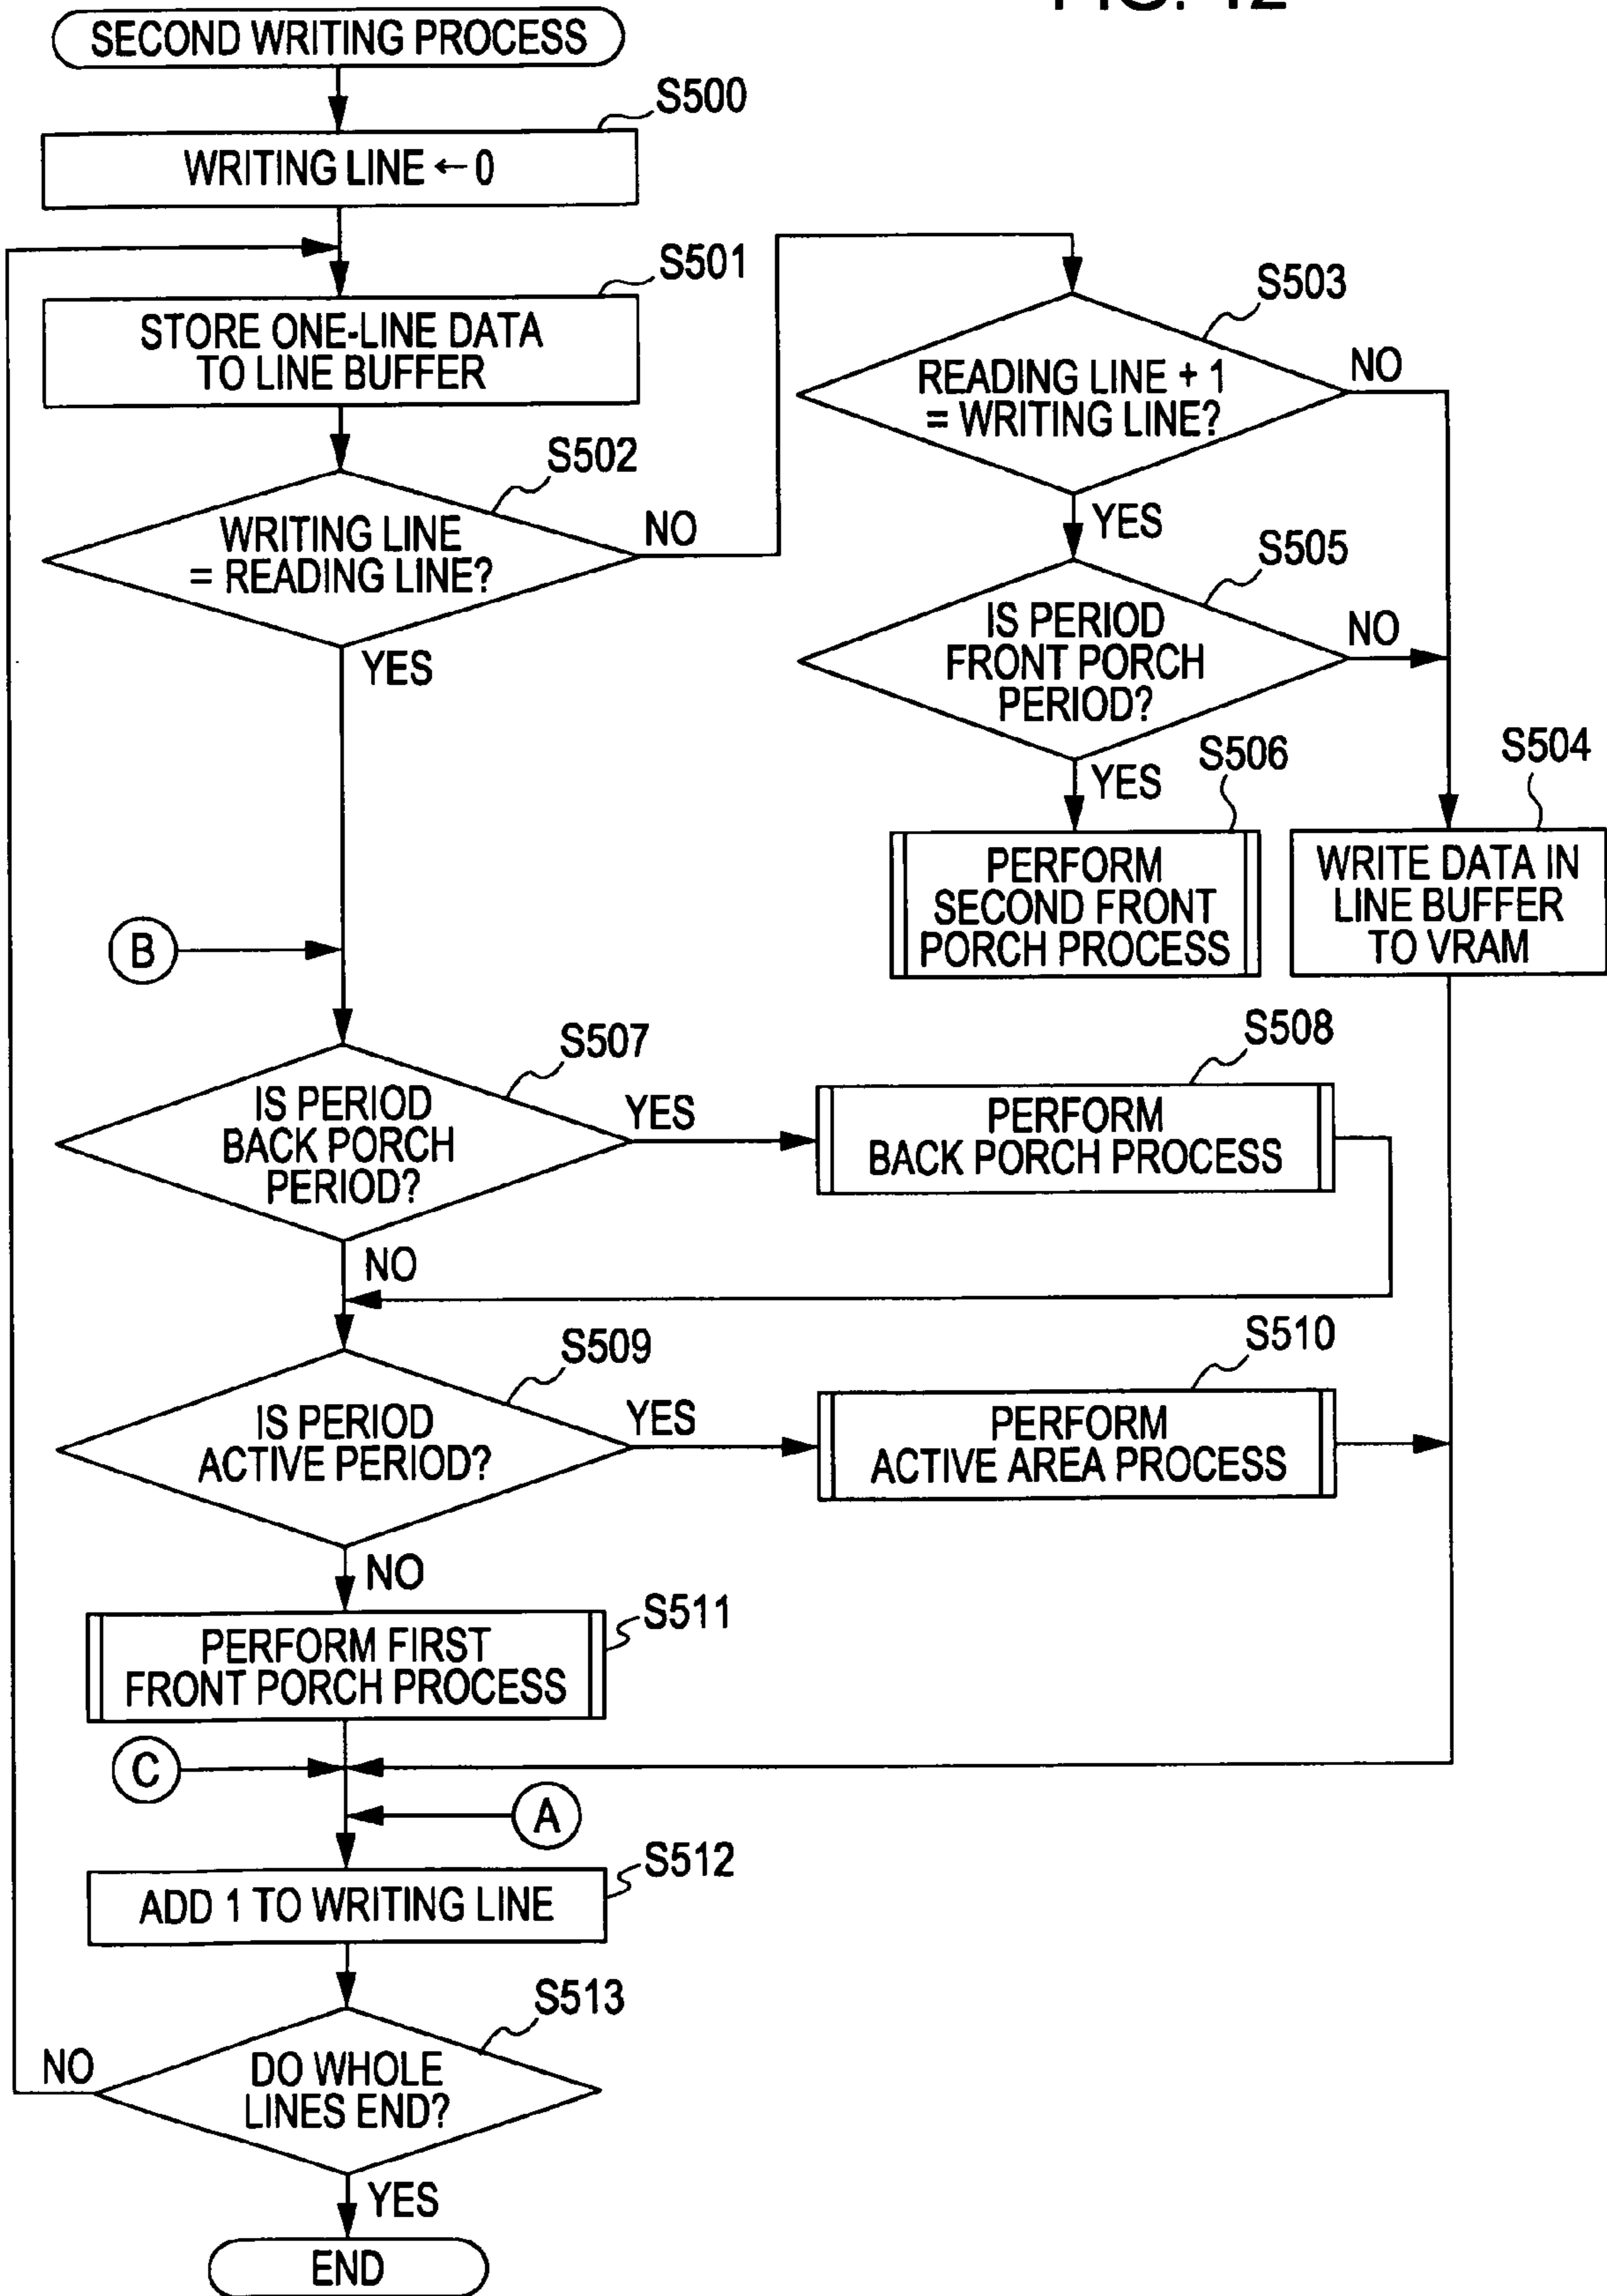 FIG. 12
SECOND WRITING PROCESS
S500
WRITING LINE ← 0
S501
STORE ONE-LINE DATA
TO LINE BUFFER
S502
WRITING LINE
= READING LINE?
NO
YES
S503
READING LINE + 1
= WRITING LINE?
NO
YES
S505
IS PERIOD
FRONT PORCH
PERIOD?
NO
YES
S506
PERFORM
SECOND FRONT
PORCH PROCESS
S504
WRITE DATA IN
LINE BUFFER
TO VRAM
B
S507
IS PERIOD
BACK PORCH
PERIOD?
YES
NO
S508
PERFORM
BACK PORCH PROCESS
S509
IS PERIOD
ACTIVE PERIOD?
YES
NO
S510
PERFORM
ACTIVE AREA PROCESS
S511
PERFORM FIRST
FRONT PORCH PROCESS
C
A
S512
ADD 1 TO WRITING LINE
S513
DO WHOLE
LINES END?
NO
YES
END